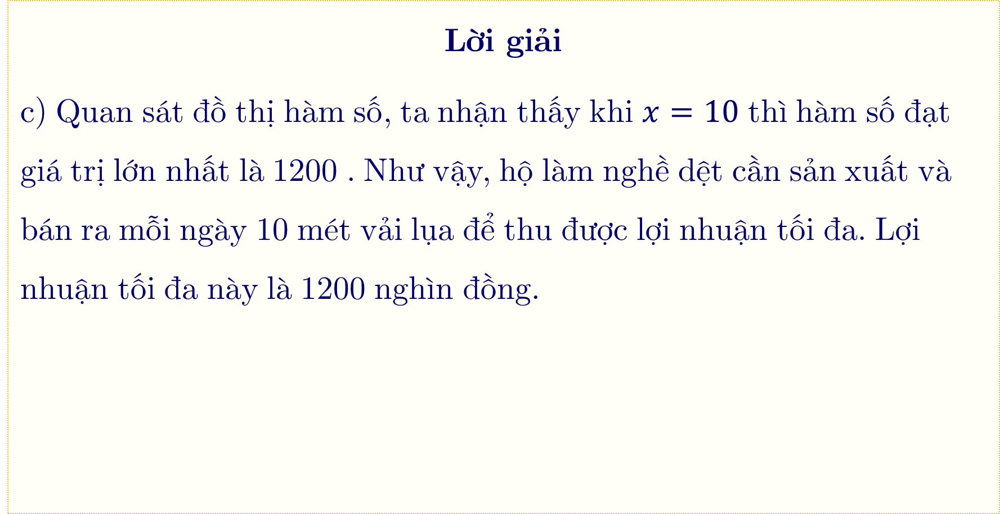 Lời giải
c) Quan sát đồ thị hàm số, ta nhận thấy khi x = 10 thì hàm số đạt
giá trị lớn nhất là 1200 . Như vậy, hộ làm nghề dệt cần sản xuất và
bán ra mỗi ngày 10 mét vải lụa để thu được lợi nhuận tối đa. Lợi
nhuận tối đa này là 1200 nghìn đồng.